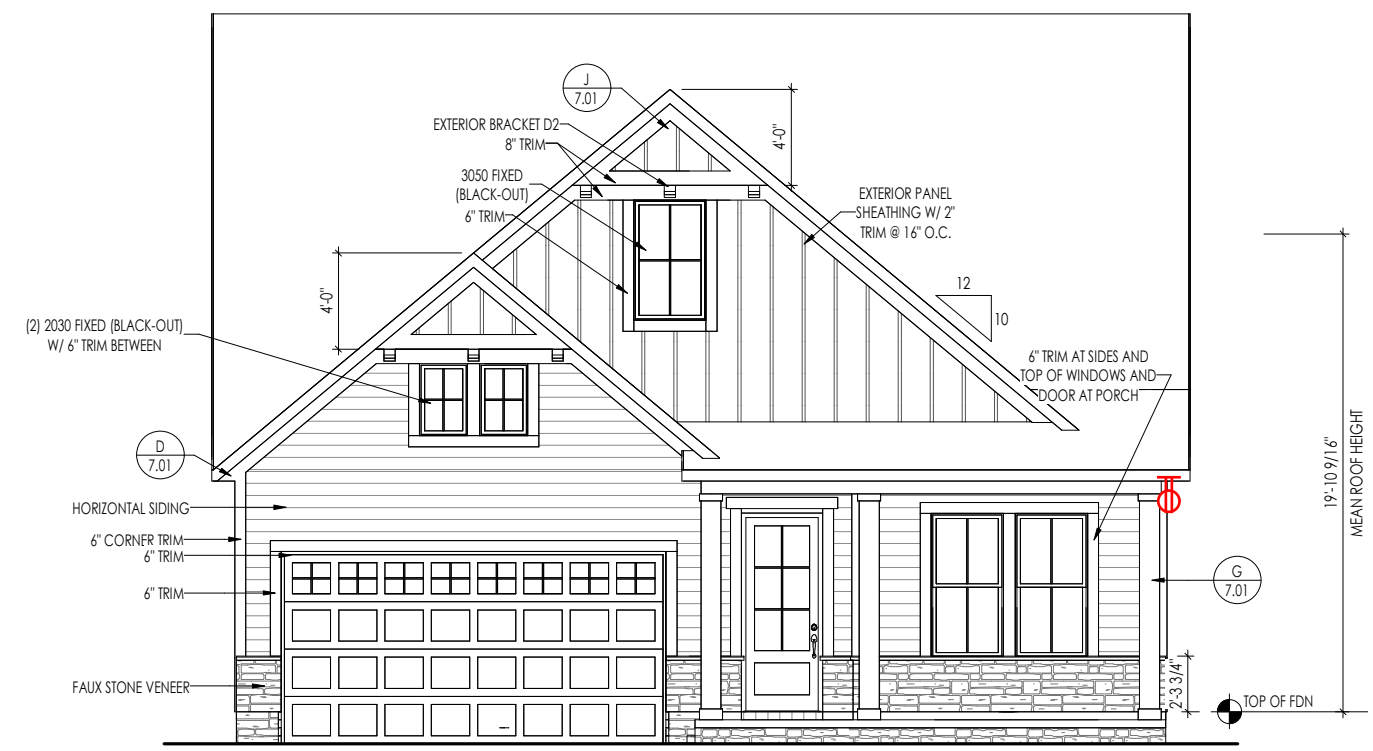 J
7.01
EXTERIOR BRACKET D2
8" TRIM
4'-0"
3050 FIXED
(BLACK-OUT)
6" TRIM
EXTERIOR PANEL
SHEATHING W/ 2"
TRIM @ 16" O.C.
12
10
4'-0"
(2) 2030 FIXED (BLACK-OUT)
W/ 6" TRIM BETWEEN
6" TRIM AT SIDES AND
TOP OF WINDOWS AND
DOOR AT PORCH
19'-10 9/16"
MEAN ROOF HEIGHT
D
7.01
HORIZONTAL SIDING
6" CORNER TRIM
6" TRIM
6" TRIM
G
7.01
FAUX STONE VENEER
2'-3 3/4"
TOP OF FDN